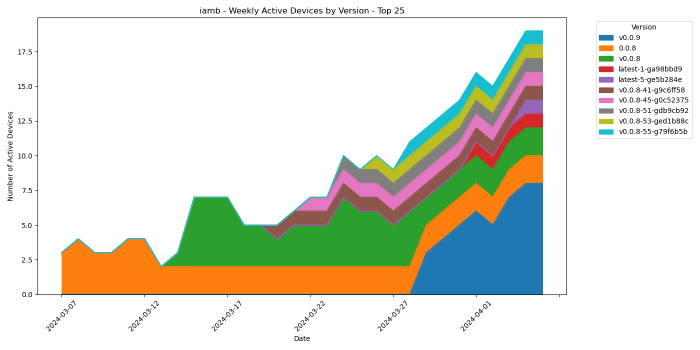 iamb - Weekly Active Devices by Version - Top 25
Number of Active Devices
17.5
15.0
12.5
10.0
7.5
5.0
2.5
0.0
2024-03-07
2024-03-12
2024-03-17
2024-03-22
2024-03-27
2024-04-01
Date
Version
v0.0.9
0.0.8
v0.0.8
latest-1-ga98bbd9
latest-5-ge5b284e
v0.0.8-41-g9c6ff58
v0.0.8-45-g0c52375
v0.0.8-51-gdb9cb92
v0.0.8-53-ged1b88c
v0.0.8-55-g79f6b5b